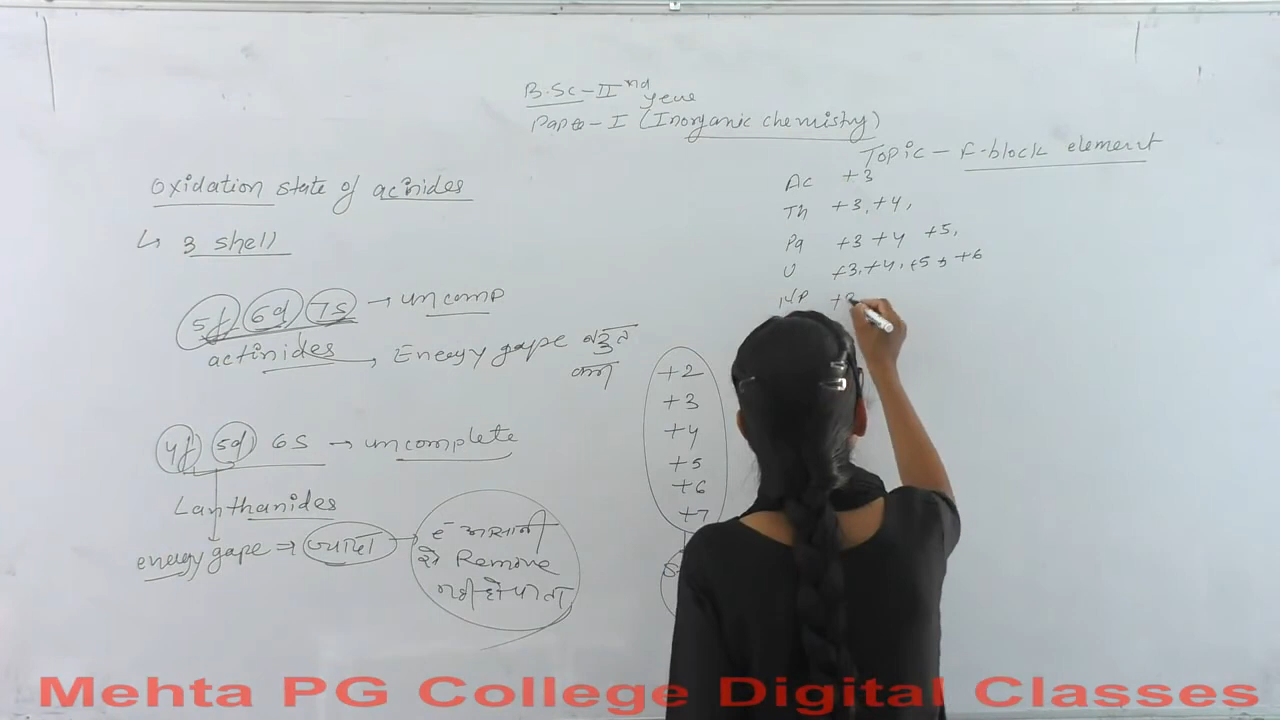 B.Sc - IInd year
Paper - I (Inorganic chemistry)
Topic - F-block element
Oxidation state of acinides
↳ 3 shell
5f 6d 7s → uncomp
actinides, Energy gape बहुत
कम
4f 5d 6s → uncomplete
Lanthanides
energy gape ⇒ ज्यादा → e⁻ आसानी
से Remove
नही हो पाता
+2
+3
+4
+5
+6
+7
Ac +3
Th +3, +4,
Pa +3 +4 +5,
U +3, +4, +5, +6
Np +3
Mehta PG College Digital Classes